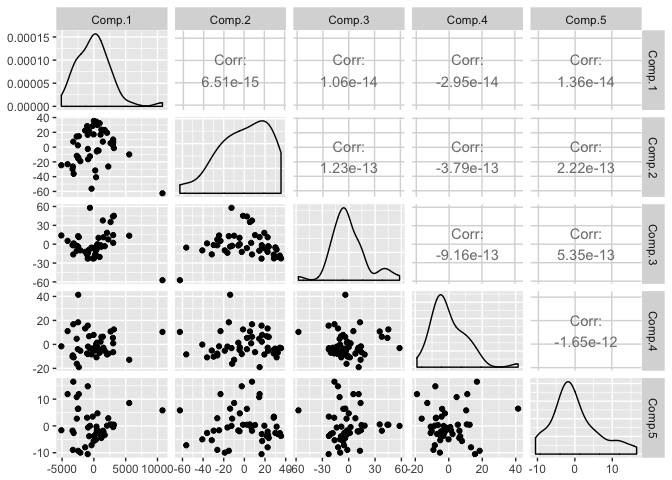 Comp.1 Comp.2 Comp.3 Comp.4 Comp.5
0.00015
0.00010
0.00005
0.00000
Corr:
6.51e-15
Corr:
1.06e-14
Corr:
-2.95e-14
Corr:
1.36e-14
Comp.1
40
20
0
-20
-40
-60
Corr:
1.23e-13
Corr:
-3.79e-13
Corr:
2.22e-13
Comp.2
60
30
0
-30
-60
Corr:
-9.16e-13
Corr:
5.35e-13
Comp.3
40
20
0
-20
Corr:
-1.65e-12
Comp.4
10
0
-10
Comp.5
-5000 0 5000 10000 -60 -40 -20 0 20 40 -60 -30 0 30 60 -20 0 20 40 -10 0 10